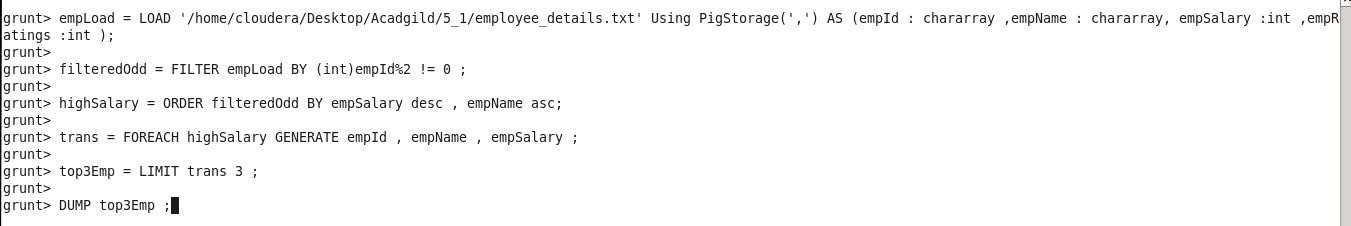 grunt> empLoad = LOAD '/home/cloudera/Desktop/Acadgild/5_1/employee_details.txt' Using PigStorage(',') AS (empId : chararray ,empName : chararray, empSalary :int ,empR
atings :int );
grunt>
grunt> filteredOdd = FILTER empLoad BY (int)empId%2 != 0 ;
grunt>
grunt> highSalary = ORDER filteredOdd BY empSalary desc , empName asc;
grunt>
grunt> trans = FOREACH highSalary GENERATE empId , empName , empSalary ;
grunt>
grunt> top3Emp = LIMIT trans 3 ;
grunt>
grunt> DUMP top3Emp ;